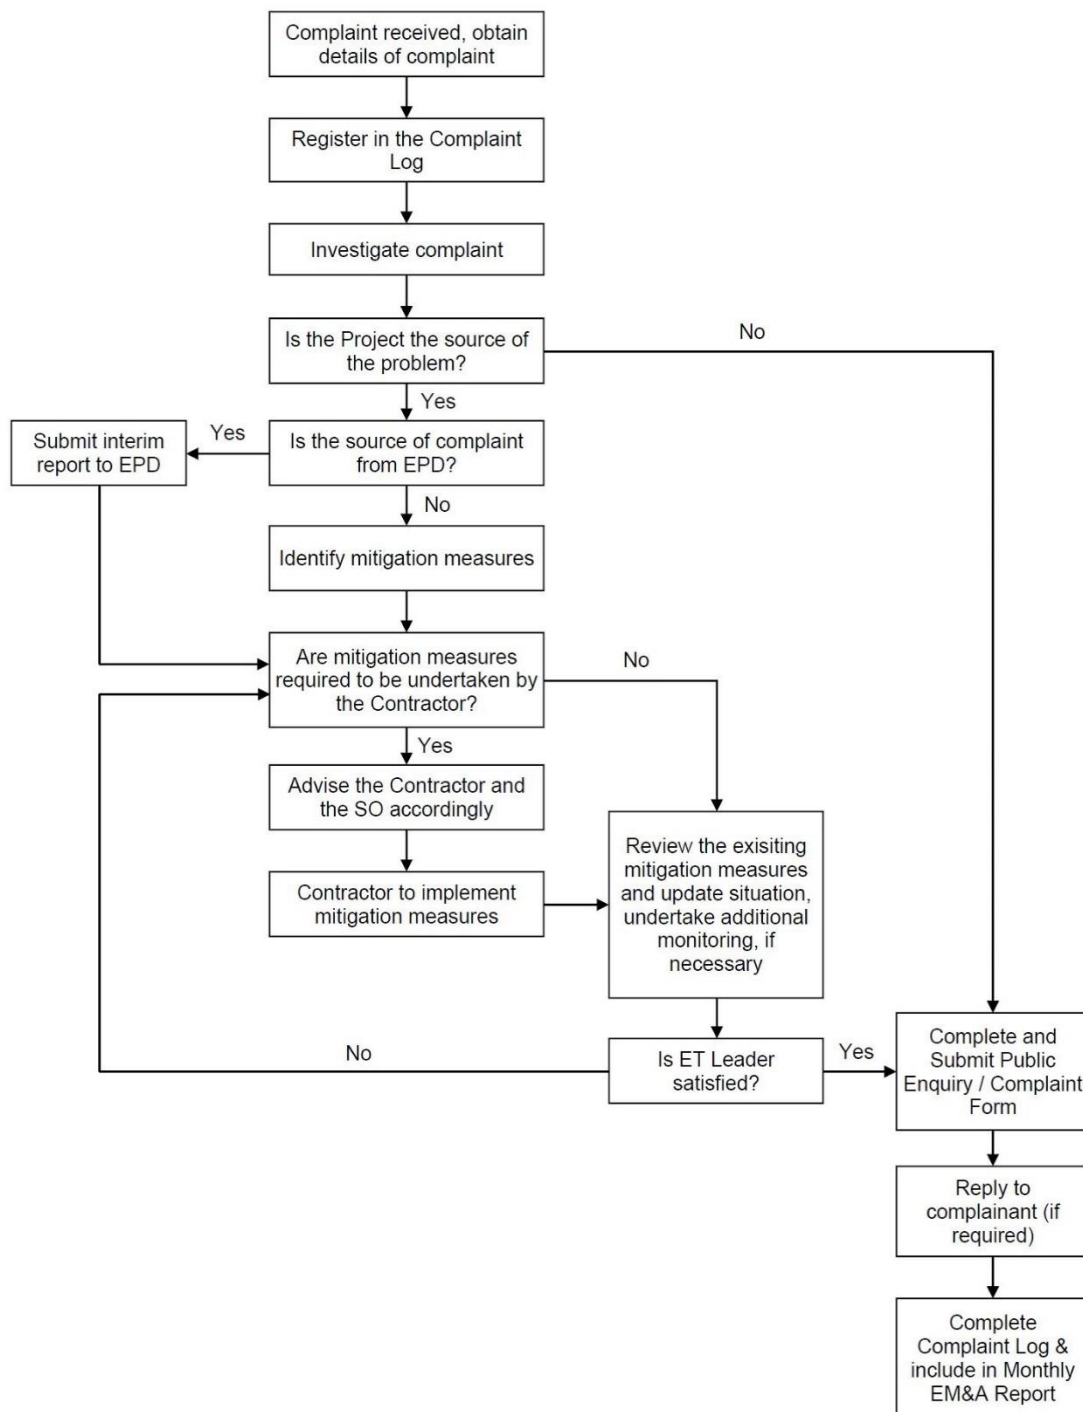 Complaint received, obtain
details of complaint
Register in the Complaint
Log
Investigate complaint
Is the Project the source of
the problem?
No
Yes
Is the source of complaint
from EPD?
Yes
Submit interim
report to EPD
No
Identify mitigation measures
Are mitigation measures
required to be undertaken by
the Contractor?
No
Yes
Advise the Contractor and
the SO accordingly
Contractor to implement
mitigation measures
Review the exisiting
mitigation measures
and update situation,
undertake additional
monitoring, if
necessary
Is ET Leader
satisfied?
No
Yes
Complete and
Submit Public
Enquiry / Complaint
Form
Reply to
complainant (if
required)
Complete
Complaint Log &
include in Monthly
EM&A Report